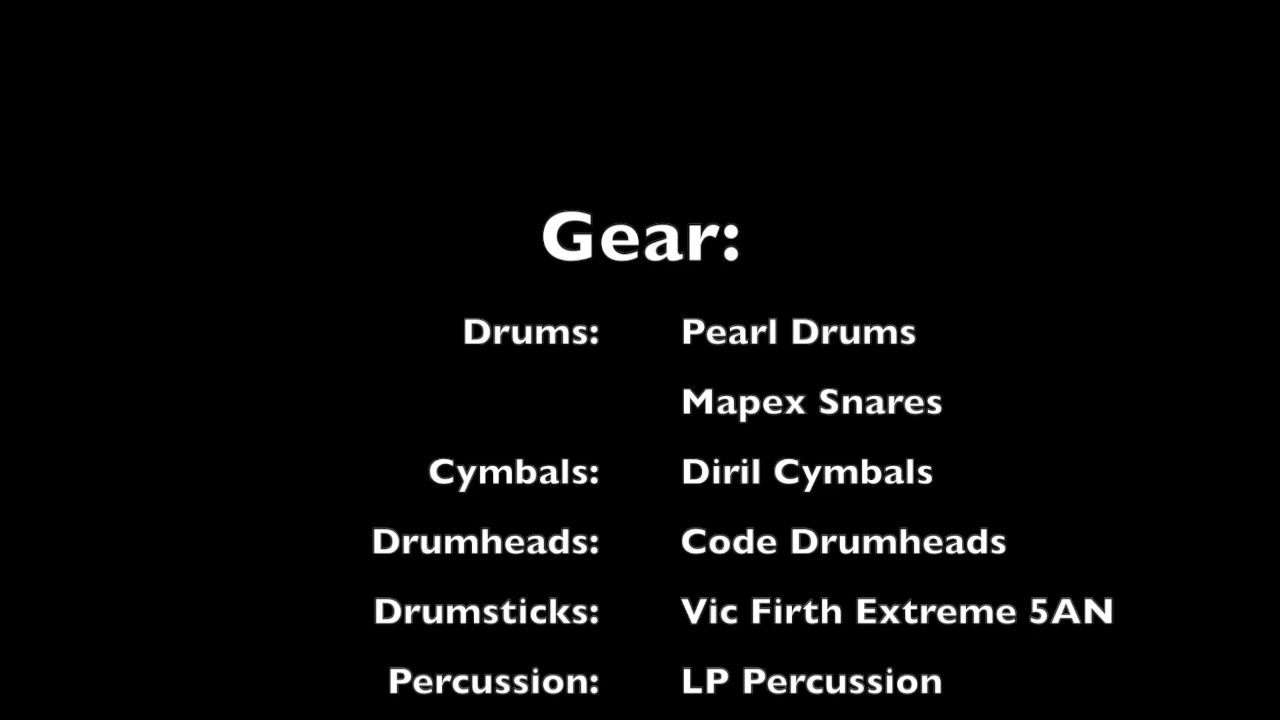 Gear:
Drums: Pearl Drums
Mapex Snares
Cymbals: Diril Cymbals
Drumheads: Code Drumheads
Drumsticks: Vic Firth Extreme 5AN
Percussion: LP Percussion